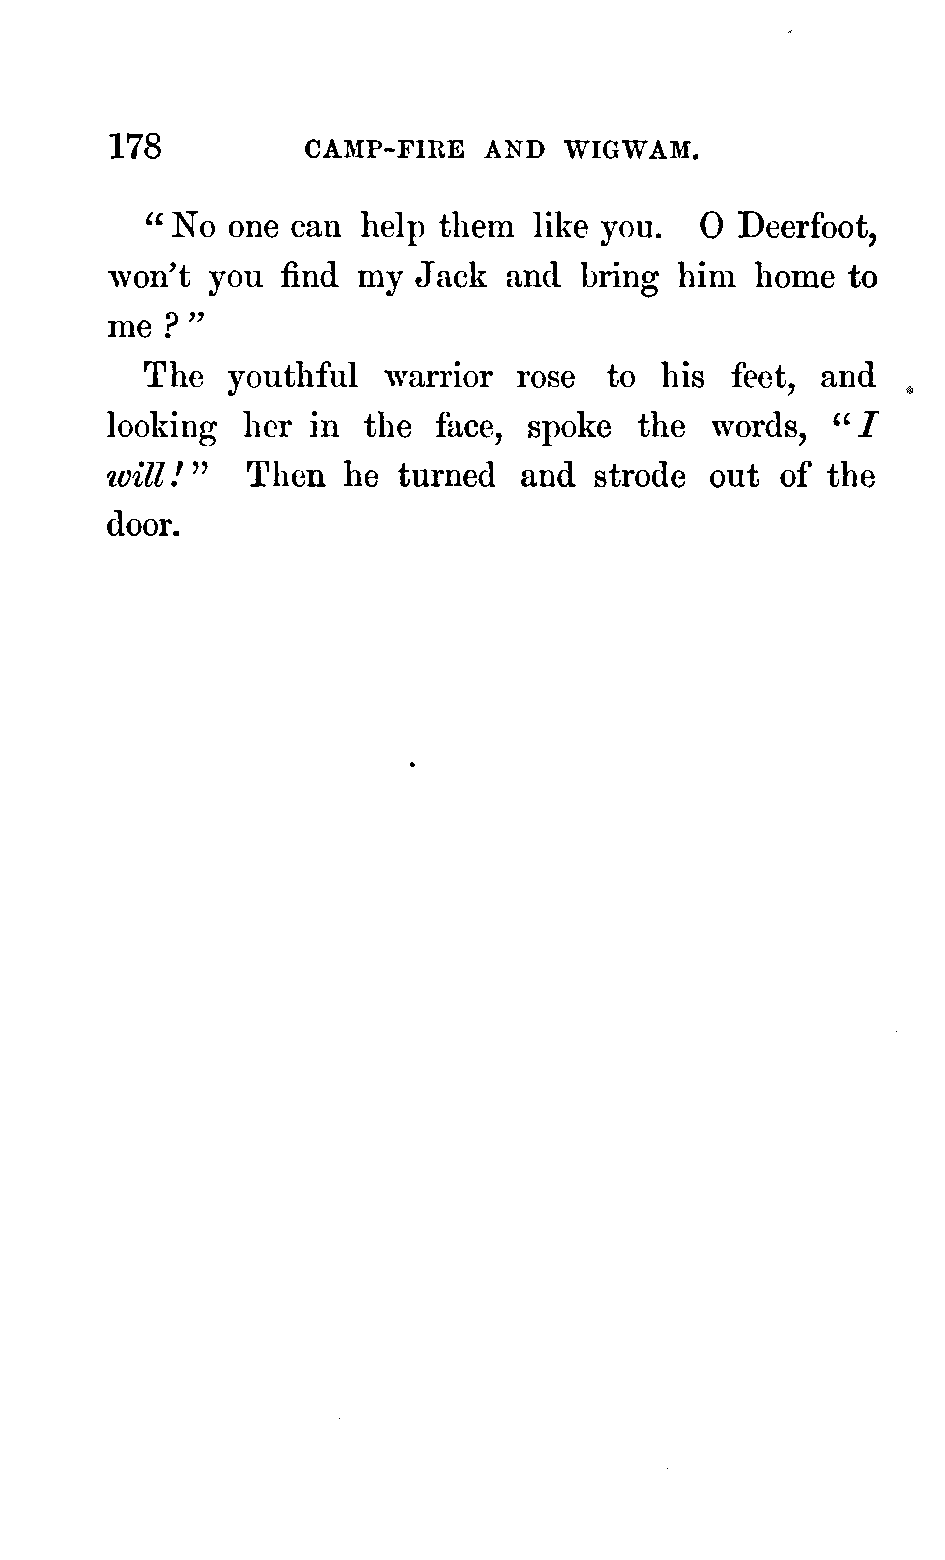 178 CAMP-FIRE AND WIGWAM.
“No one can help them like you. O Deerfoot,
won’t you find my Jack and bring him home to
me?”
The youthful warrior rose to his feet, and
looking her in the face, spoke the words, “I
will!” Then he turned and strode out of the
door.